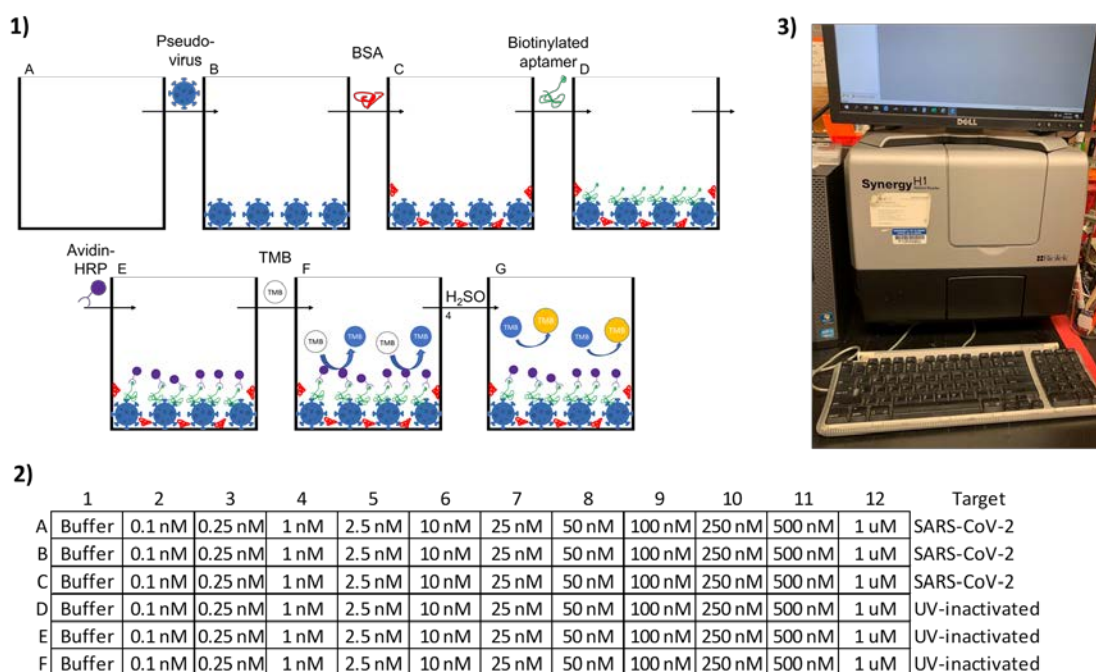 1)
Pseudo-
virus
BSA
Biotinylated
aptamer
A
B
C
D
Avidin-
HRP
TMB
H₂SO
4
E
F
G
TMB
TMB
TMB
TMB
TMB
TMB
TMB
TMB
TMB
3)
DELL
Synergy H1
BioTek
2)
1 2 3 4 5 6 7 8 9 10 11 12 Target
A Buffer 0.1 nM 0.25 nM 1 nM 2.5 nM 10 nM 25 nM 50 nM 100 nM 250 nM 500 nM 1 uM SARS-CoV-2
B Buffer 0.1 nM 0.25 nM 1 nM 2.5 nM 10 nM 25 nM 50 nM 100 nM 250 nM 500 nM 1 uM SARS-CoV-2
C Buffer 0.1 nM 0.25 nM 1 nM 2.5 nM 10 nM 25 nM 50 nM 100 nM 250 nM 500 nM 1 uM SARS-CoV-2
D Buffer 0.1 nM 0.25 nM 1 nM 2.5 nM 10 nM 25 nM 50 nM 100 nM 250 nM 500 nM 1 uM UV-inactivated
E Buffer 0.1 nM 0.25 nM 1 nM 2.5 nM 10 nM 25 nM 50 nM 100 nM 250 nM 500 nM 1 uM UV-inactivated
F Buffer 0.1 nM 0.25 nM 1 nM 2.5 nM 10 nM 25 nM 50 nM 100 nM 250 nM 500 nM 1 uM UV-inactivated